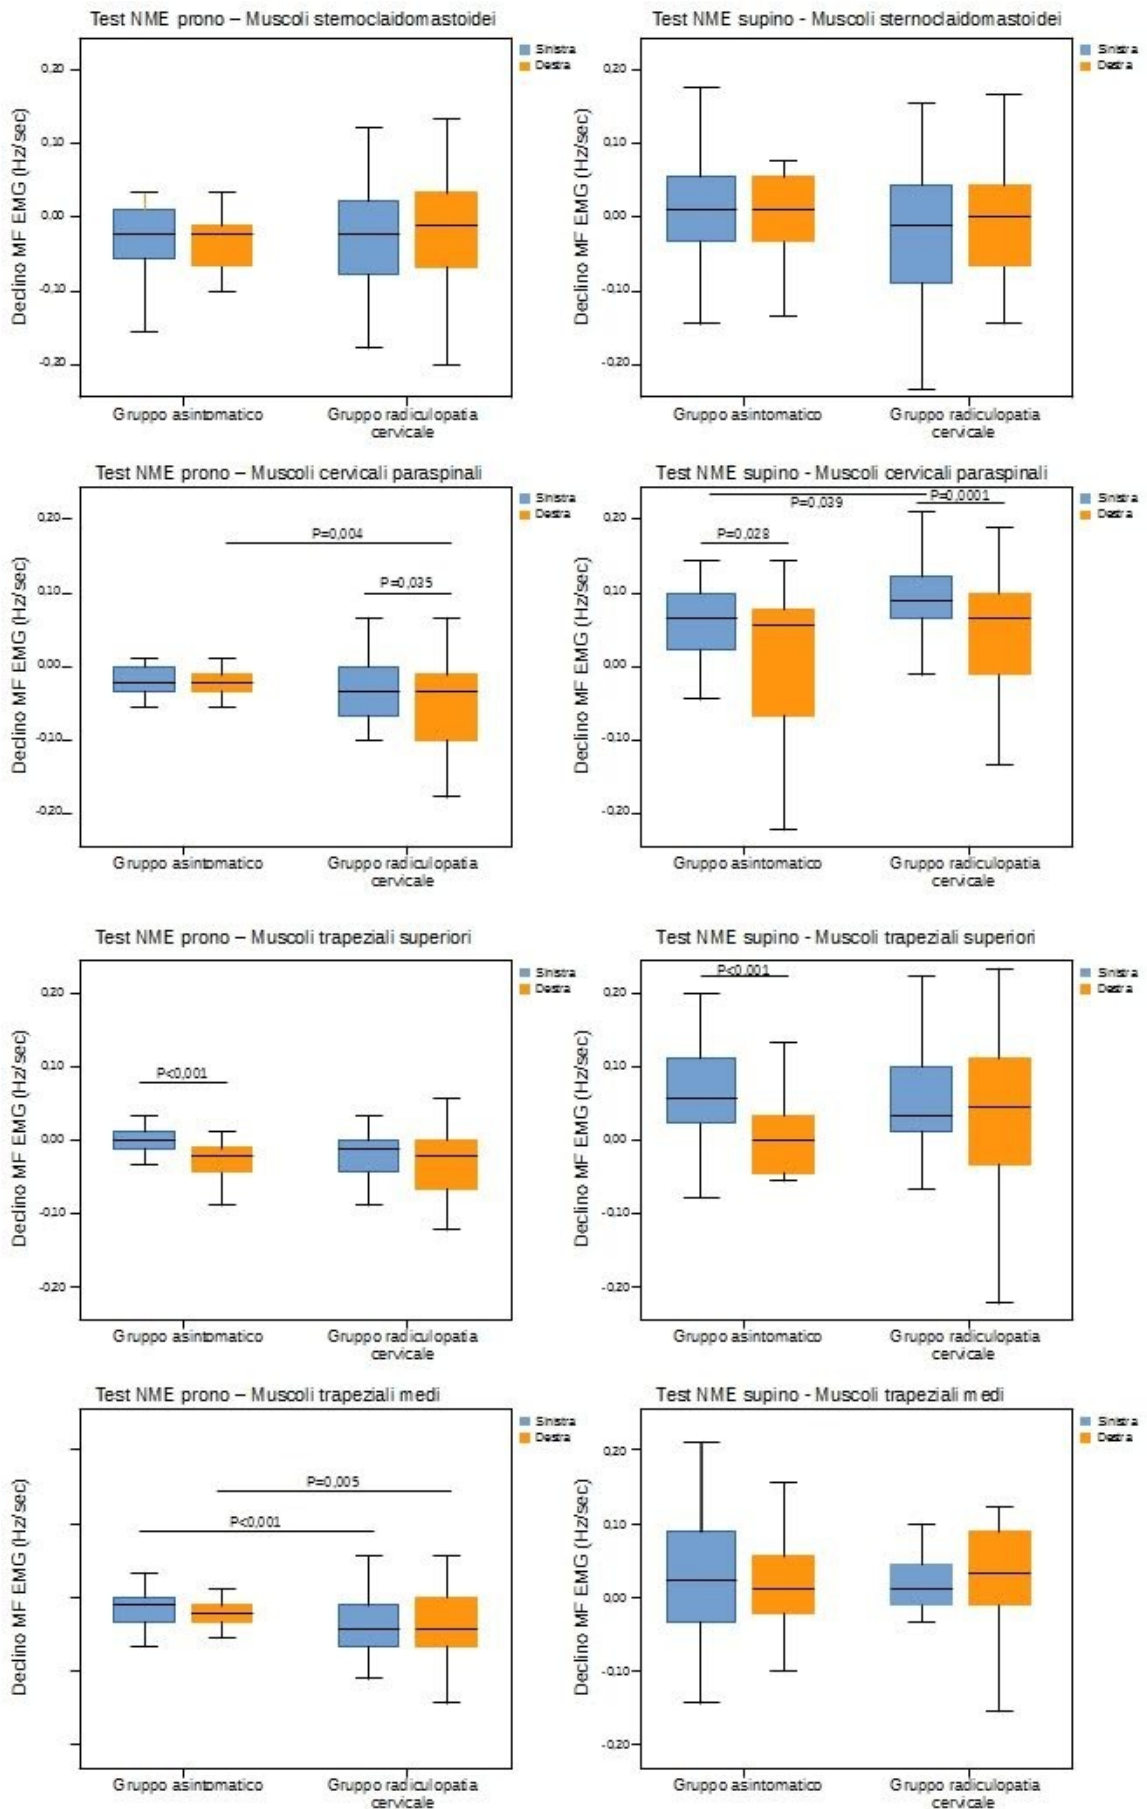 Test NME prono – Muscoli sternoclaidomastoidei
Sinistra
Destra
Declino MF EMG (Hz/sec)
0,20
0,10
0,00
-0,10
-0,20
Gruppo asintomatico
Gruppo radiculopatia
cervicale
Test NME supino - Muscoli sternoclaidomastoidei
Sinistra
Destra
Declino MF EMG (Hz/sec)
0,20
0,10
0,00
-0,10
-0,20
Gruppo asintomatico
Gruppo radiculopatia
cervicale
Test NME prono – Muscoli cervicali paraspinali
Sinistra
Destra
Declino MF EMG (Hz/sec)
0,20
0,10
0,00
-0,10
-0,20
P=0,004
P=0,035
Gruppo asintomatico
Gruppo radiculopatia
cervicale
Test NME supino - Muscoli cervicali paraspinali
Sinistra
Destra
Declino MF EMG (Hz/sec)
0,20
0,10
0,00
-0,10
-0,20
P=0,039
P=0,0001
P=0,028
Gruppo asintomatico
Gruppo radiculopatia
cervicale
Test NME prono – Muscoli trapeziali superiori
Sinistra
Destra
Declino MF EMG (Hz/sec)
0,20
0,10
0,00
-0,10
-0,20
P<0,001
Gruppo asintomatico
Gruppo radiculopatia
cervicale
Test NME supino - Muscoli trapeziali superiori
Sinistra
Destra
Declino MF EMG (Hz/sec)
0,20
0,10
0,00
-0,10
-0,20
P<0,001
Gruppo asintomatico
Gruppo radiculopatia
cervicale
Test NME prono – Muscoli trapeziali medi
Sinistra
Destra
Declino MF EMG (Hz/sec)
P=0,005
P<0,001
Gruppo asintomatico
Gruppo radiculopatia
cervicale
Test NME supino - Muscoli trapeziali medi
Sinistra
Destra
Declino MF EMG (Hz/sec)
0,20
0,10
0,00
-0,10
-0,20
Gruppo asintomatico
Gruppo radiculopatia
cervicale